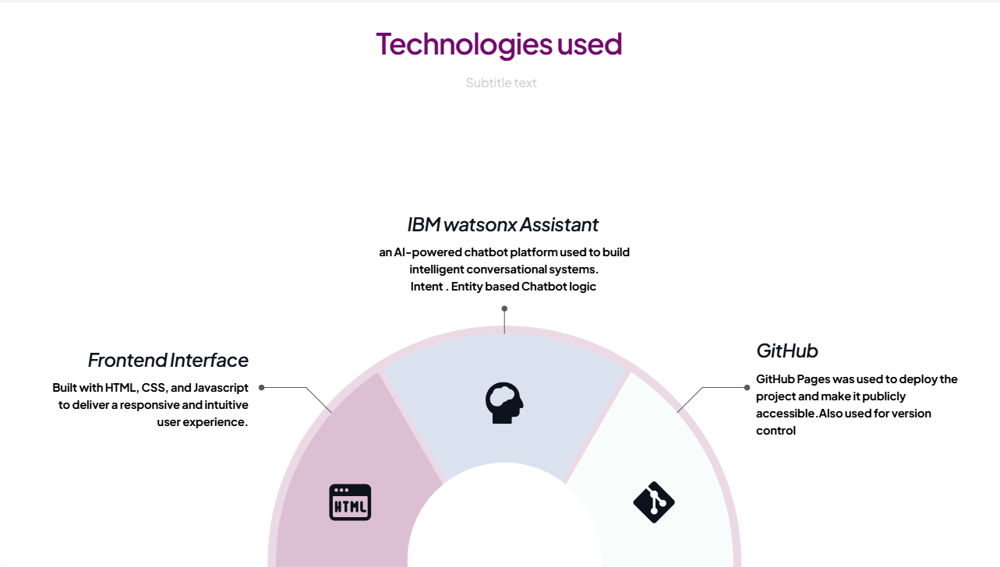 Technologies used
Subtitle text
IBM watsonx Assistant
an AI-powered chatbot platform used to build
intelligent conversational systems.
Intent . Entity based Chatbot logic
Frontend Interface
Built with HTML, CSS, and Javascript
to deliver a responsive and intuitive
user experience.
GitHub
GitHub Pages was used to deploy the
project and make it publicly
accessible.Also used for version
control
HTML